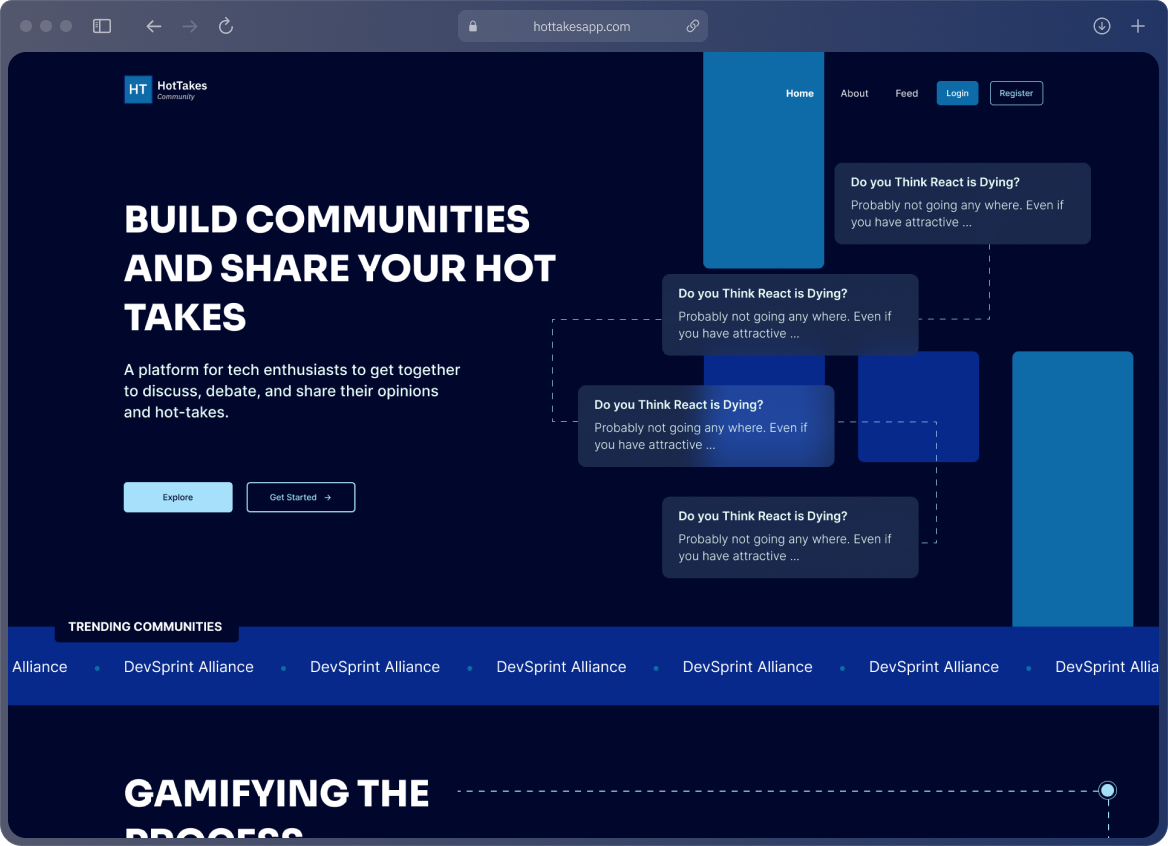 hottakesapp.com
HT
HotTakes
Community
Home
About
Feed
Login
Register
BUILD COMMUNITIES
AND SHARE YOUR HOT
TAKES
A platform for tech enthusiasts to get together
to discuss, debate, and share their opinions
and hot-takes.
Explore
Get Started →
Do you Think React is Dying?
Probably not going any where. Even if
you have attractive ...
Do you Think React is Dying?
Probably not going any where. Even if
you have attractive ...
Do you Think React is Dying?
Probably not going any where. Even if
you have attractive ...
Do you Think React is Dying?
Probably not going any where. Even if
you have attractive ...
TRENDING COMMUNITIES
Alliance • DevSprint Alliance • DevSprint Alliance • DevSprint Alliance • DevSprint Alliance • DevSprint Alliance • DevSprint Allia
GAMIFYING THE
PROCESS